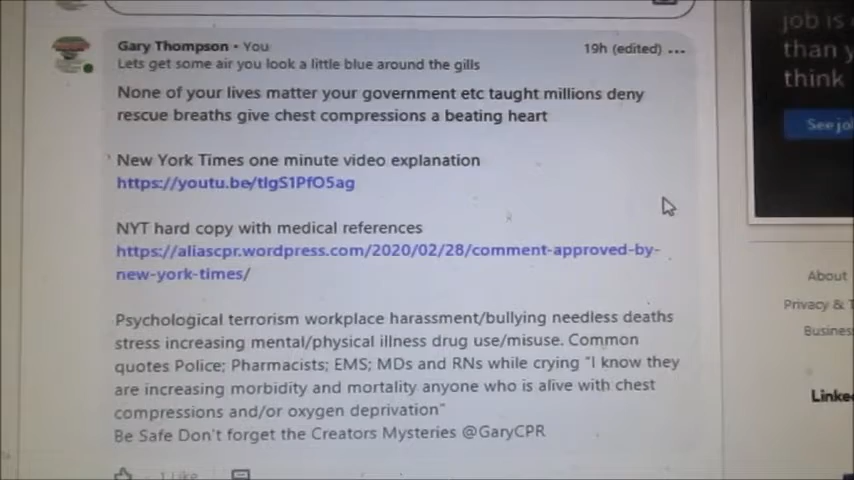 job is
Gary Thompson • You
19h (edited) ...
than y
Lets get some air you look a little blue around the gills
think
None of your lives matter your government etc taught millions deny
rescue breaths give chest compressions a beating heart
See jo
New York Times one minute video explanation
https://youtu.be/tIgS1PfO5ag
NYT hard copy with medical references
https://aliascpr.wordpress.com/2020/02/28/comment-approved-by-
new-york-times/
About
Privacy & T
Busines
Psychological terrorism workplace harassment/bullying needless deaths
stress increasing mental/physical illness drug use/misuse. Common
quotes Police; Pharmacists; EMS; MDs and RNs while crying "I know they
are increasing morbidity and mortality anyone who is alive with chest
compressions and/or oxygen deprivation"
Linke
Be Safe Don't forget the Creators Mysteries @GaryCPR
1 Like